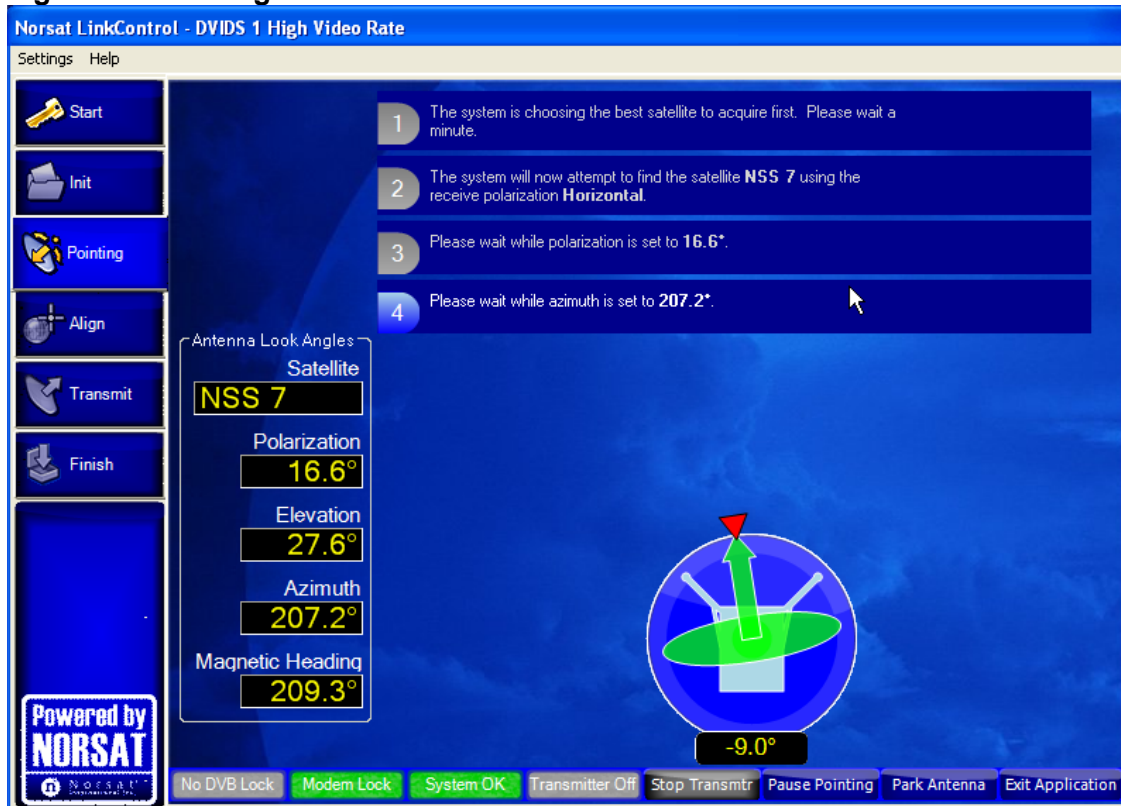 Norsat LinkControl - DVIDS 1 High Video Rate
Settings Help
Start
Init
Pointing
Align
Transmit
Finish
1 The system is choosing the best satellite to acquire first. Please wait a
minute.
2 The system will now attempt to find the satellite NSS 7 using the
receive polarization Horizontal.
3 Please wait while polarization is set to 16.6°.
4 Please wait while azimuth is set to 207.2°.
Antenna Look Angles
Satellite
NSS 7
Polarization
16.6°
Elevation
27.6°
Azimuth
207.2°
Magnetic Heading
209.3°
-9.0°
Powered by
NORSAT
Norsat
No DVB Lock Modem Lock System OK Transmitter Off Stop Transmtr Pause Pointing Park Antenna Exit Application